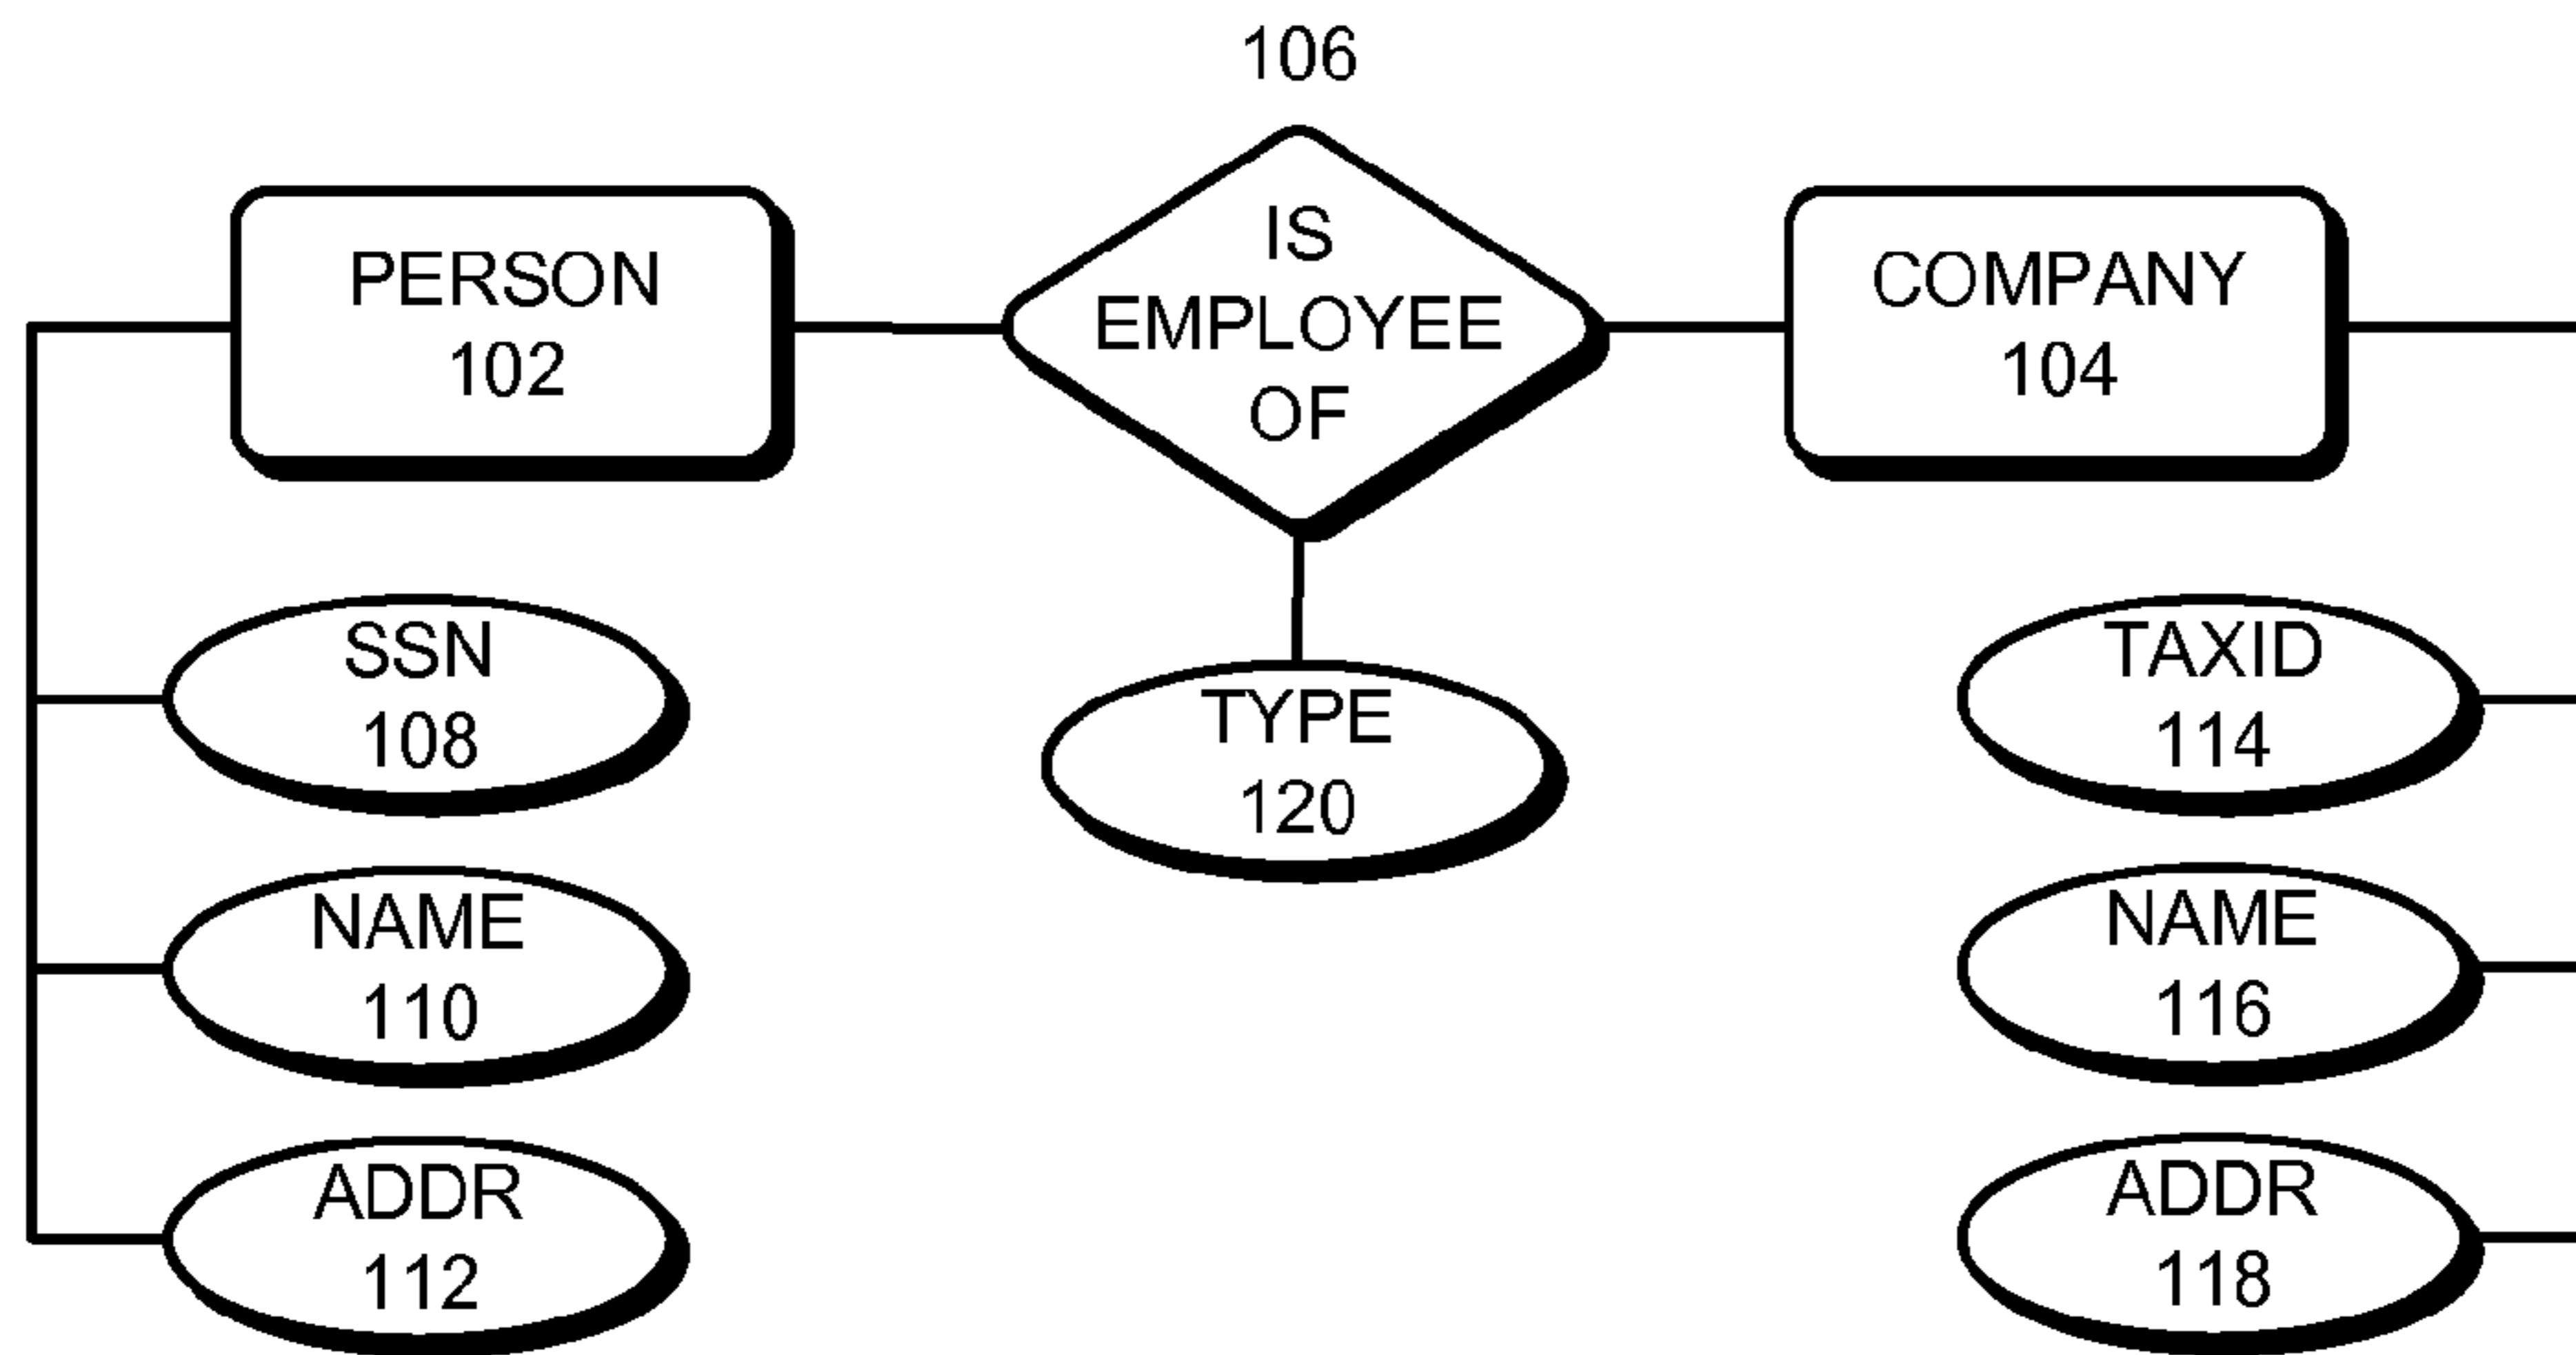 106
IS
EMPLOYEE
OF
PERSON
102
COMPANY
104
SSN
108
TYPE
120
TAXID
114
NAME
110
NAME
116
ADDR
112
ADDR
118